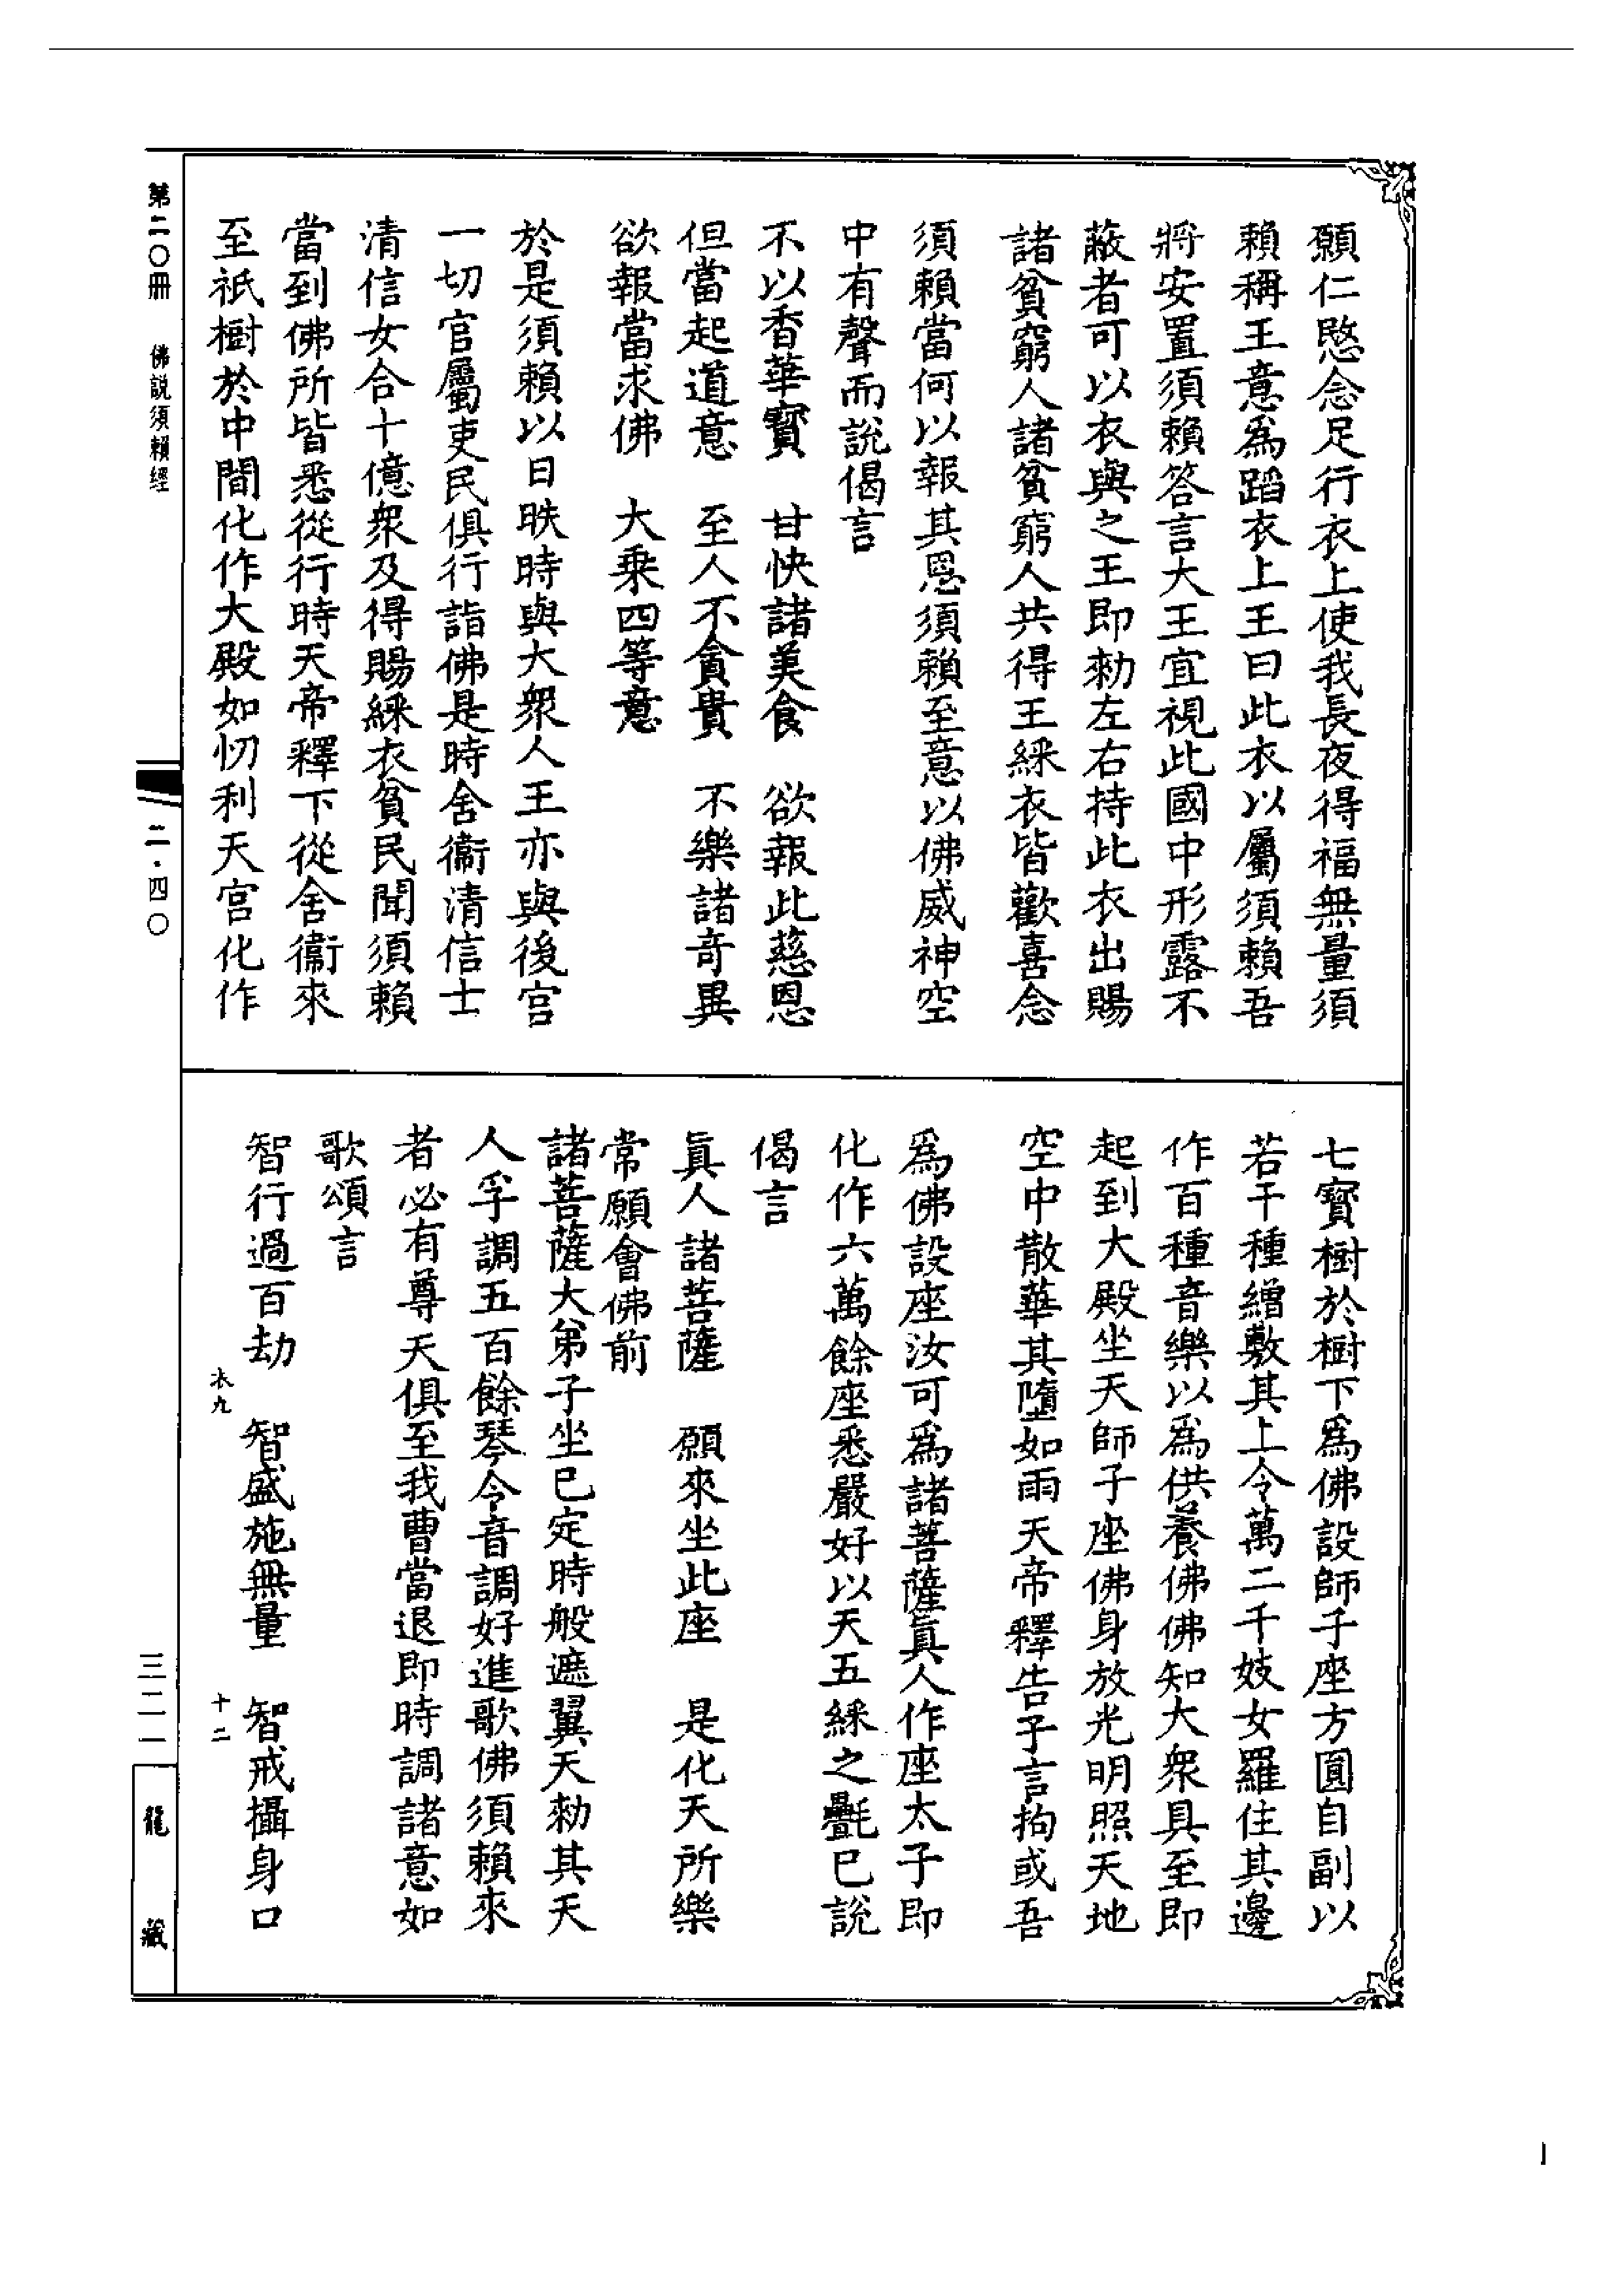 願仁愍念足行衣上使我長夜得福無量須
賴稱王意爲蹈衣上王曰此衣以屬須賴吾
將安置須賴答言大王宜視此國中形露不
蔽者可以衣與之王即勑左右持此衣出賜
諸貧窮人諸貧窮人共得王綵衣皆歡喜念
須賴當何以報其恩須賴至意以佛威神空
中有聲而說偈言
不以香華寶　甘快諸美食　欲報此慈恩
但當起道意　至人不貪貴　不樂諸奇異
欲報當求佛　大乗四等意
於是須賴以日昳時與大衆人王亦與後宮
一切官屬吏民俱行詣佛是時舍衞清信士
清信女合十億衆及得賜綵衣貧民聞須賴
當到佛所皆悉從行時天帝釋下從舍衞來
至祇樹於中間化作大殿如忉利天宮化作
七寶樹於樹下爲佛設師子座方圓自副以
若干種繒敷其上令萬二千妓女羅住其邊
作百種音樂以爲供養佛佛知大衆具至即
起到大殿坐天師子座佛身放光明照天地
空中散華其墮如雨天帝釋告子言拘或吾
爲佛設座汝可爲諸菩薩眞人作座太子即
化作六萬餘座悉嚴好以天五綵之㲲已說
偈言
眞人諸菩薩　願來坐此座　是化天所樂
常願會佛前
諸菩薩大弟子坐已定時般遮翼天勑其天
人孚調五百餘琴令音調好進歌佛須賴來
者必有尊天俱至我曹當退即時調諸意如
歌頌言
智行過百劫　智盛施無量　智戒攝身口
衣九　十二
第二〇冊　佛説須賴經
二·四〇
三二一
龍藏